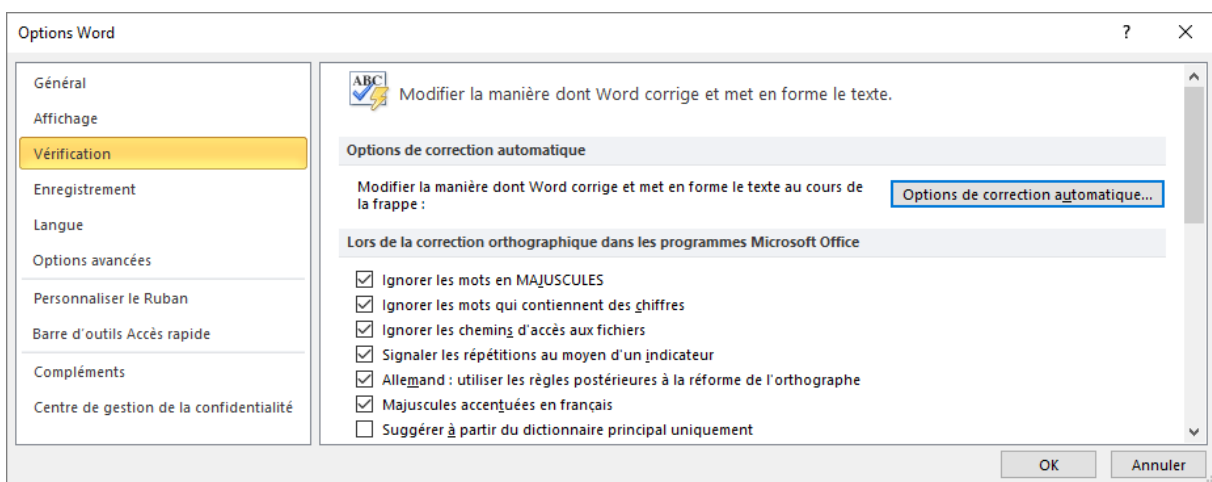 Options Word
?
Général
Affichage
Vérification
Enregistrement
Langue
Options avancées
Personnaliser le Ruban
Barre d'outils Accès rapide
Compléments
Centre de gestion de la confidentialité
ABC
Modifier la manière dont Word corrige et met en forme le texte.
Options de correction automatique
Modifier la manière dont Word corrige et met en forme le texte au cours de
la frappe :
Options de correction automatique...
Lors de la correction orthographique dans les programmes Microsoft Office
Ignorer les mots en MAJUSCULES
Ignorer les mots qui contiennent des chiffres
Ignorer les chemins d'accès aux fichiers
Signaler les répétitions au moyen d'un indicateur
Allemand : utiliser les règles postérieures à la réforme de l'orthographe
Majuscules accentuées en français
Suggérer à partir du dictionnaire principal uniquement
OK
Annuler